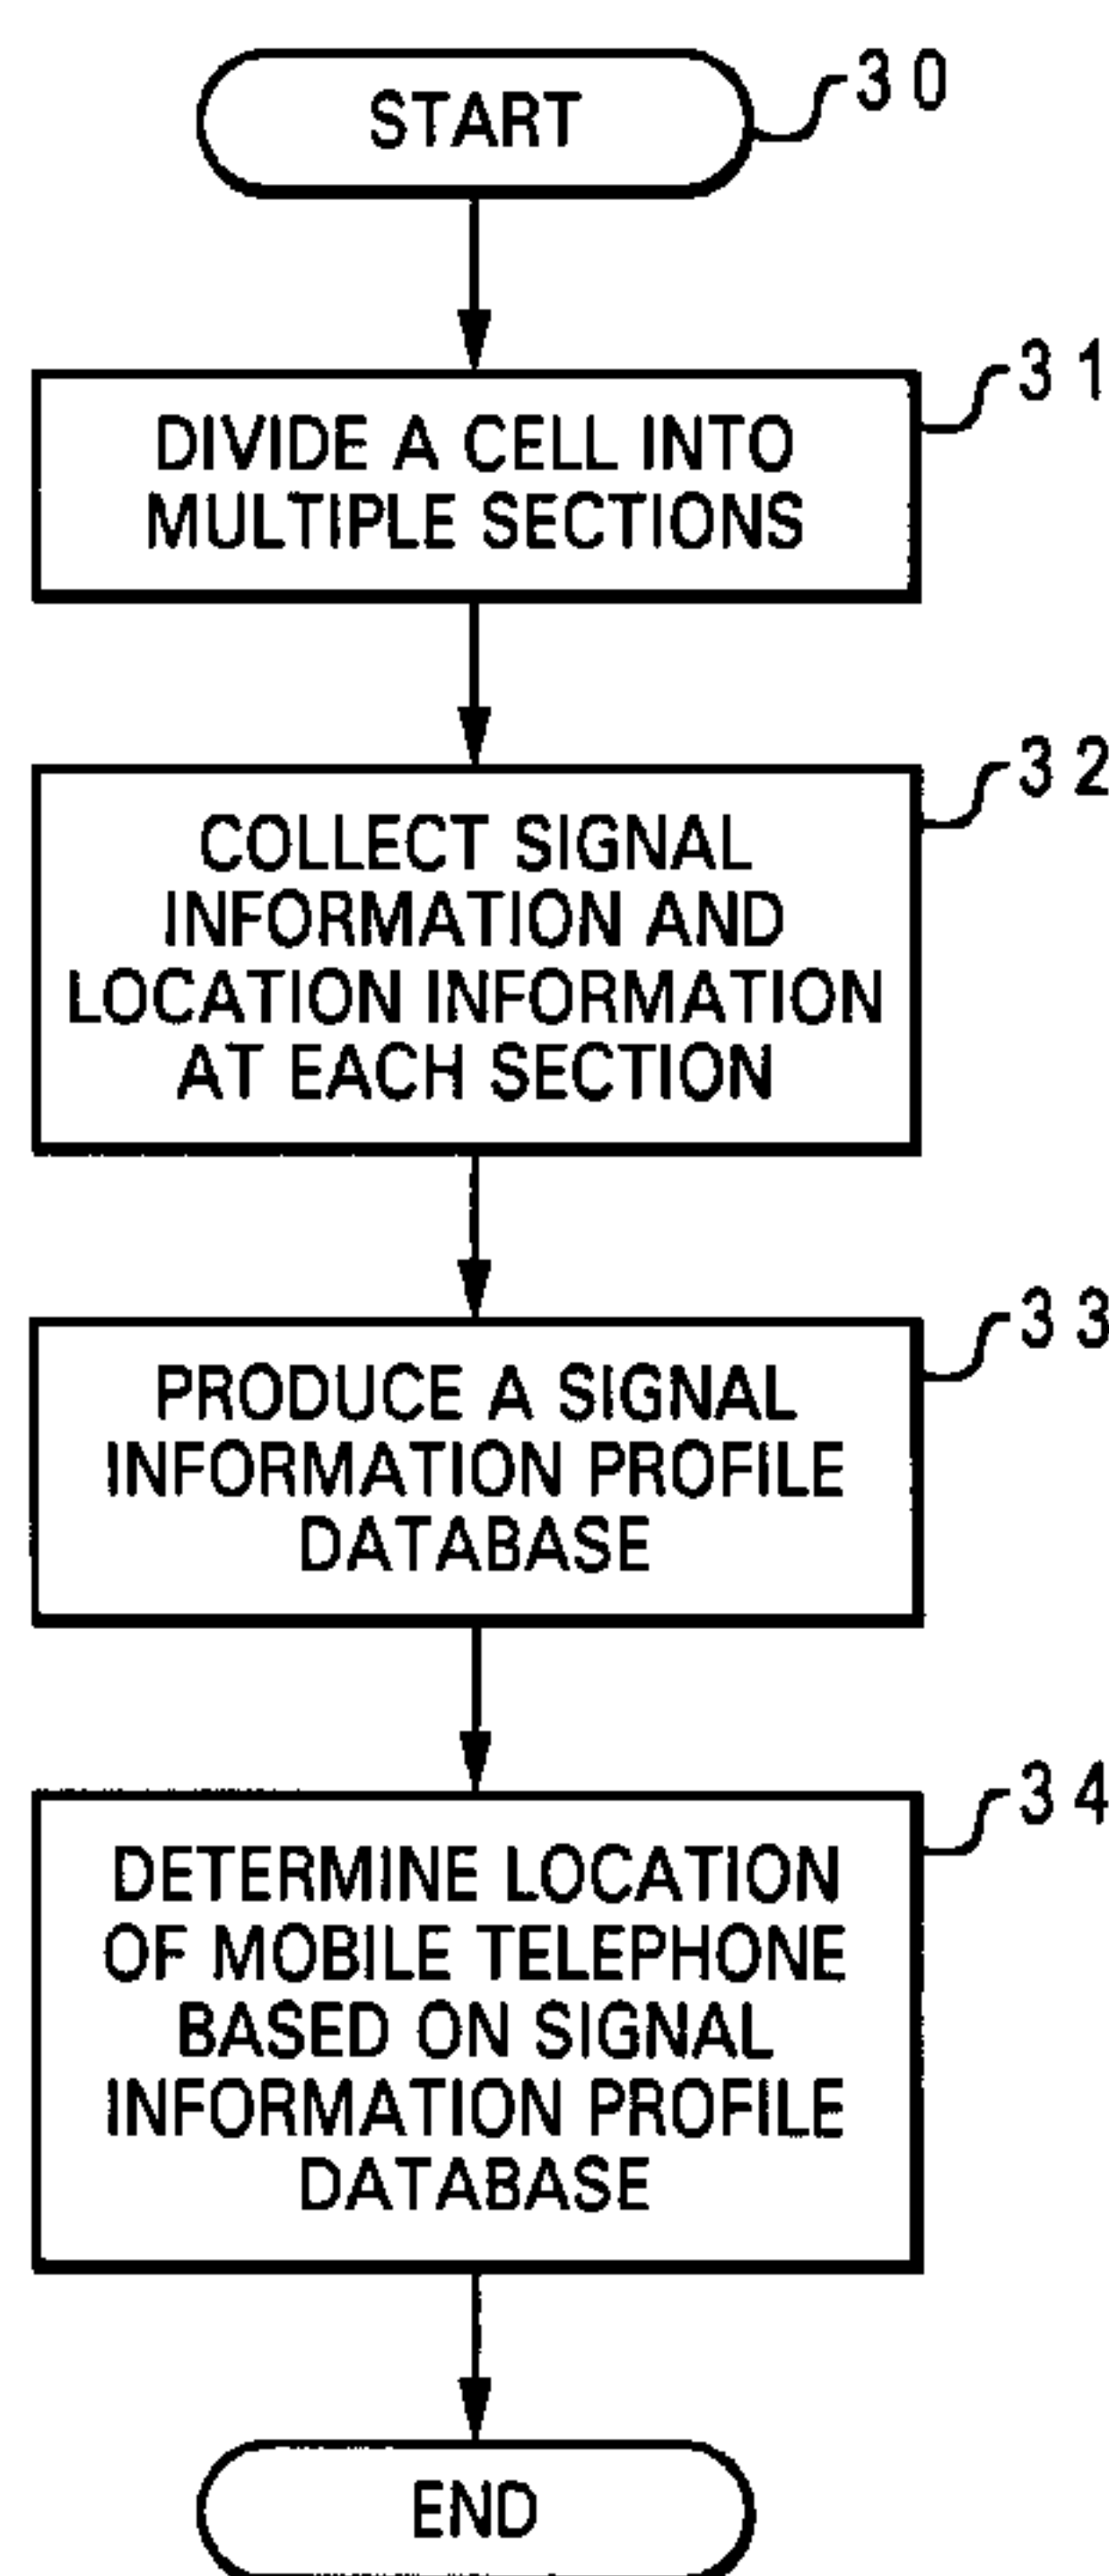 START
30
31
DIVIDE A CELL INTO
MULTIPLE SECTIONS
32
COLLECT SIGNAL
INFORMATION AND
LOCATION INFORMATION
AT EACH SECTION
33
PRODUCE A SIGNAL
INFORMATION PROFILE
DATABASE
34
DETERMINE LOCATION
OF MOBILE TELEPHONE
BASED ON SIGNAL
INFORMATION PROFILE
DATABASE
END